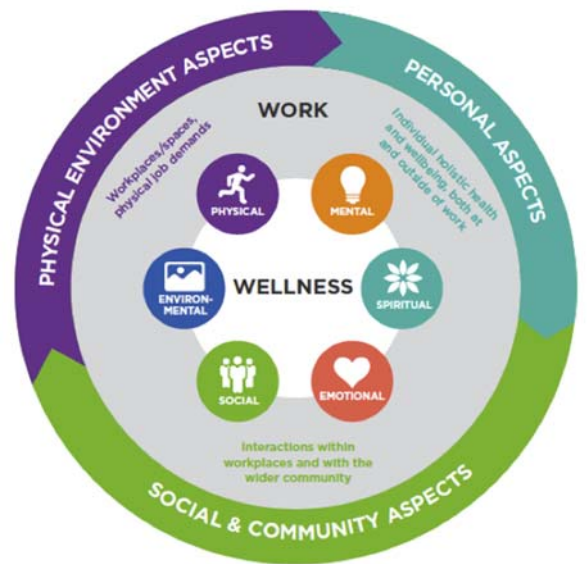 PHYSICAL ENVIRONMENT ASPECTS
PERSONAL ASPECTS
WORK
Workplaces/spaces,
physical job demands
Individual holistic health
and wellbeing, both at
and outside of work
PHYSICAL
MENTAL
ENVIRON-
MENTAL
WELLNESS
SPIRITUAL
SOCIAL
EMOTIONAL
Interactions within
workplaces and with the
wider community
SOCIAL & COMMUNITY ASPECTS